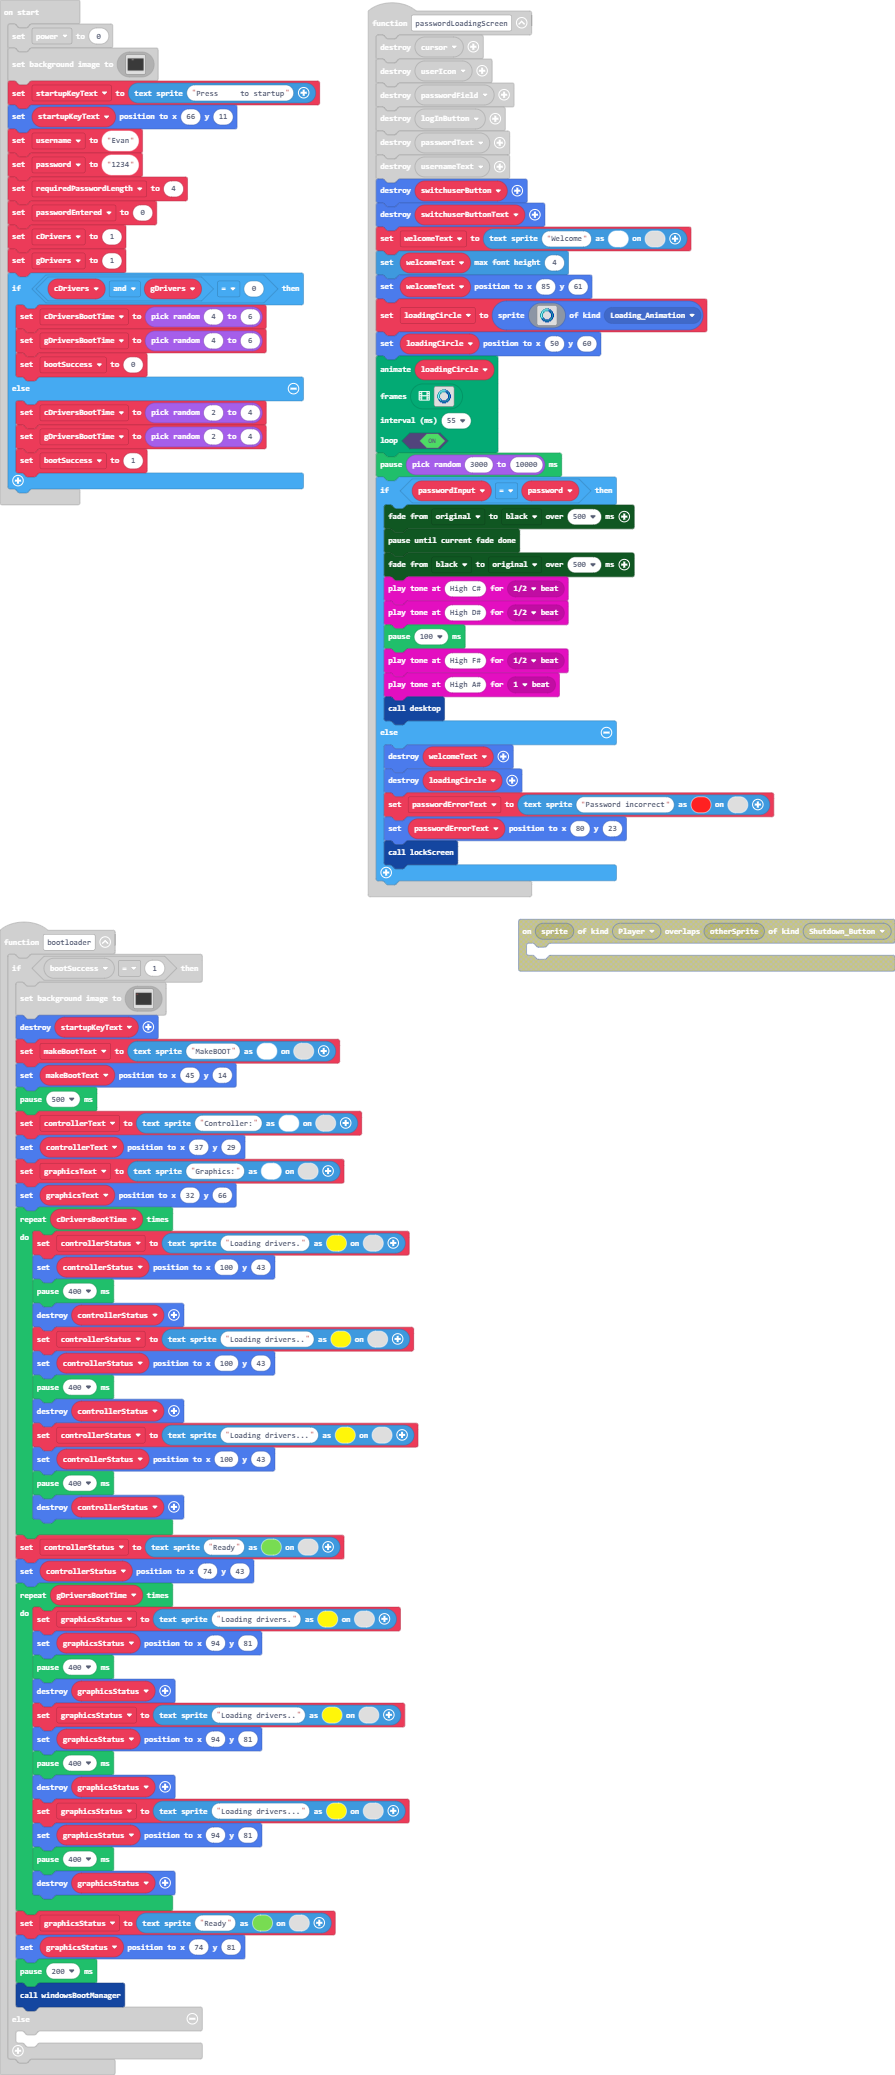 on start
set power to 0
set background image to
set startupKeyText to text sprite "Press to startup"
set startupKeyText position to x 66 y 11
set username to "Evan"
set password to "1234"
set requiredPasswordLength to 4
set passwordEntered to 0
set cDrivers to 1
set gDrivers to 1
if cDrivers and gDrivers = 0 then
set cDriversBootTime to pick random 4 to 6
set gDriversBootTime to pick random 4 to 6
set bootSuccess to 0
else
set cDriversBootTime to pick random 2 to 4
set gDriversBootTime to pick random 2 to 4
set bootSuccess to 1
function passwordLoadingScreen
destroy cursor
destroy userIcon
destroy passwordField
destroy logInButton
destroy passwordText
destroy usernameText
destroy switchuserButton
destroy switchuserButtonText
set welcomeText to text sprite "Welcome" as on
set welcomeText max font height 4
set welcomeText position to x 85 y 61
set loadingCircle to sprite of kind Loading_Animation
set loadingCircle position to x 50 y 60
animate loadingCircle
frames
interval (ms) 55
loop ON
pause pick random 3000 to 10000 ms
if passwordInput = password then
fade from original to black over 500 ms
pause until current fade done
fade from black to original over 500 ms
play tone at High C# for 1/2 beat
play tone at High D# for 1/2 beat
pause 100 ms
play tone at High F# for 1/2 beat
play tone at High A# for 1 beat
call desktop
else
destroy welcomeText
destroy loadingCircle
set passwordErrorText to text sprite "Password incorrect" as on
set passwordErrorText position to x 80 y 23
call lockScreen
function bootloader
if bootSuccess = 1 then
set background image to
destroy startupKeyText
set makeBootText to text sprite "MakeBOOT" as on
set makeBootText position to x 45 y 14
pause 500 ms
set controllerText to text sprite "Controller:" as on
set controllerText position to x 37 y 29
set graphicsText to text sprite "Graphics:" as on
set graphicsText position to x 32 y 66
repeat cDriversBootTime times
do set controllerStatus to text sprite "Loading drivers." as on
set controllerStatus position to x 100 y 43
pause 400 ms
destroy controllerStatus
set controllerStatus to text sprite "Loading drivers.." as on
set controllerStatus position to x 100 y 43
pause 400 ms
destroy controllerStatus
set controllerStatus to text sprite "Loading drivers..." as on
set controllerStatus position to x 100 y 43
pause 400 ms
destroy controllerStatus
set controllerStatus to text sprite "Ready" as on
set controllerStatus position to x 74 y 43
repeat gDriversBootTime times
do set graphicsStatus to text sprite "Loading drivers." as on
set graphicsStatus position to x 94 y 81
pause 400 ms
destroy graphicsStatus
set graphicsStatus to text sprite "Loading drivers.." as on
set graphicsStatus position to x 94 y 81
pause 400 ms
destroy graphicsStatus
set graphicsStatus to text sprite "Loading drivers..." as on
set graphicsStatus position to x 94 y 81
pause 400 ms
destroy graphicsStatus
set graphicsStatus to text sprite "Ready" as on
set graphicsStatus position to x 74 y 81
pause 200 ms
call windowsBootManager
else
on sprite of kind Player overlaps otherSprite of kind Shutdown_Button